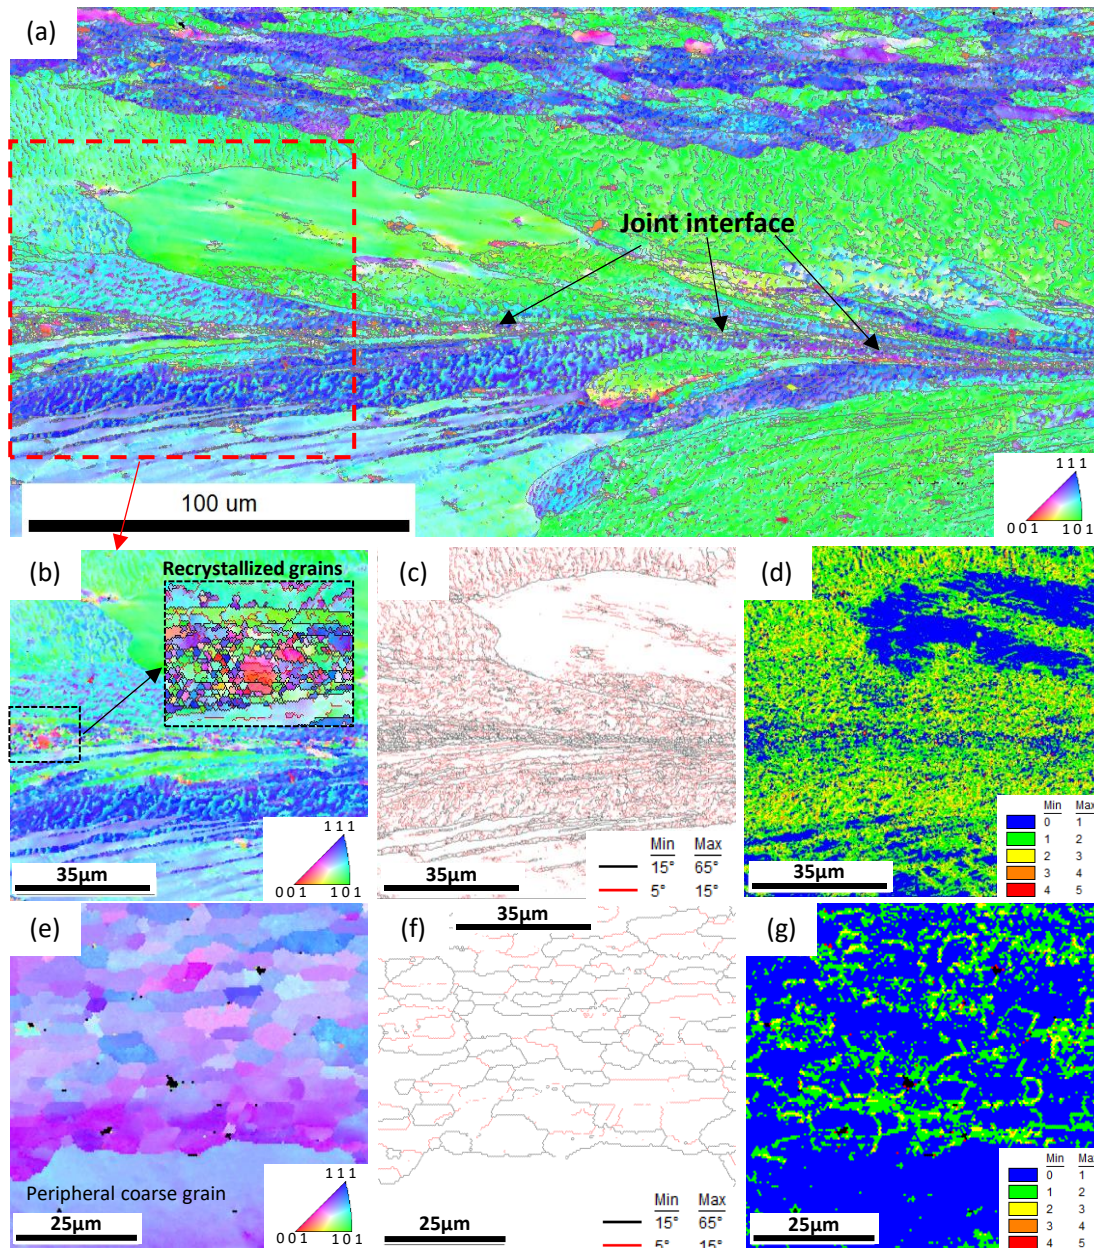 (a)
Joint interface
100 um
111
001 101
(b)
Recrystallized grains
111
001 101
35µm
(c)
Min Max
15° 65°
5° 15°
35µm
(d)
Min Max
0 1
1 2
2 3
3 4
4 5
35µm
(e)
Peripheral coarse grain
111
001 101
25µm
(f)
35µm
Min Max
15° 65°
5° 15°
25µm
(g)
Min Max
0 1
1 2
2 3
3 4
4 5
25µm